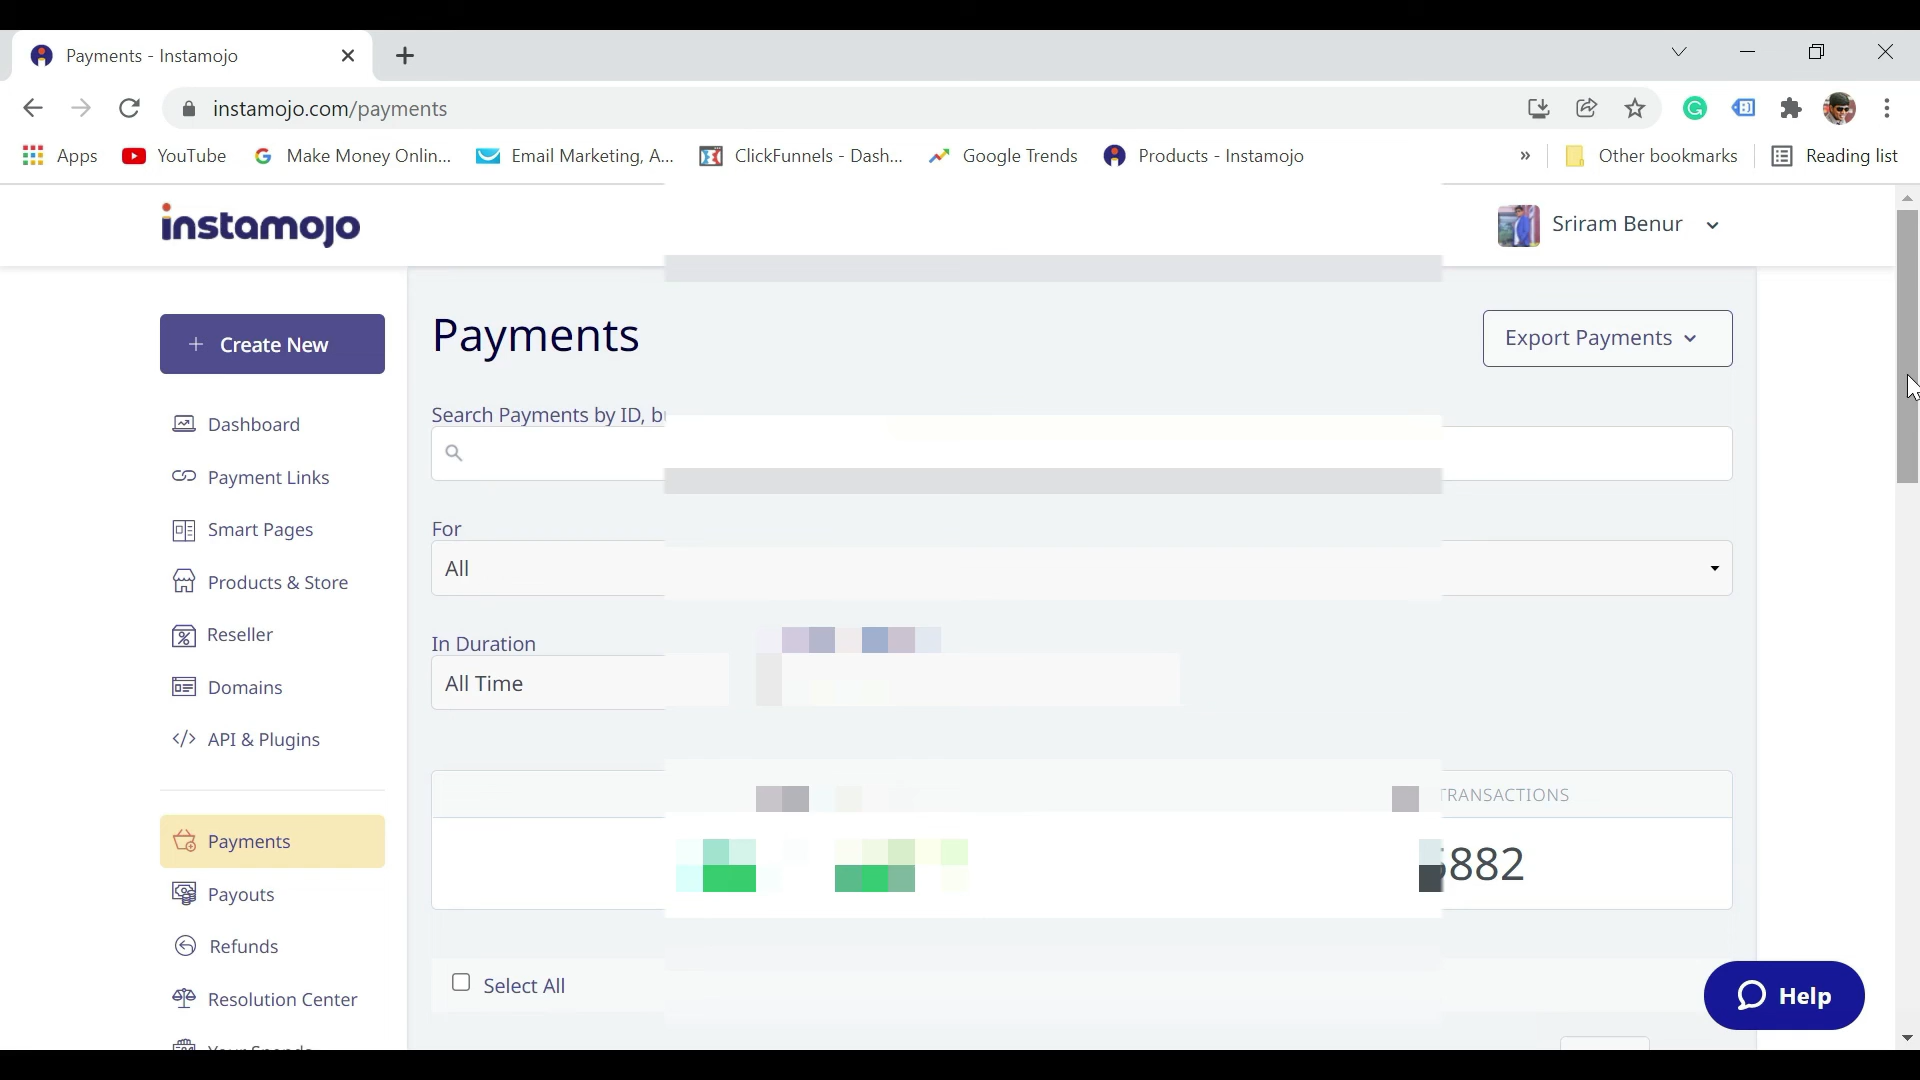 Payments - Instamojo
instamojo.com/payments
Apps
YouTube
Make Money Onlin...
Email Marketing, A...
ClickFunnels - Dash...
Google Trends
Products - Instamojo
»
Other bookmarks
Reading list
instamojo
Sriram Benur
+ Create New
Dashboard
Payment Links
Smart Pages
Products & Store
Reseller
Domains
API & Plugins
Payments
Payouts
Refunds
Resolution Center
Payments
Export Payments
Search Payments by ID,
For
All
In Duration
All Time
TRANSACTIONS
882
Select All
Help